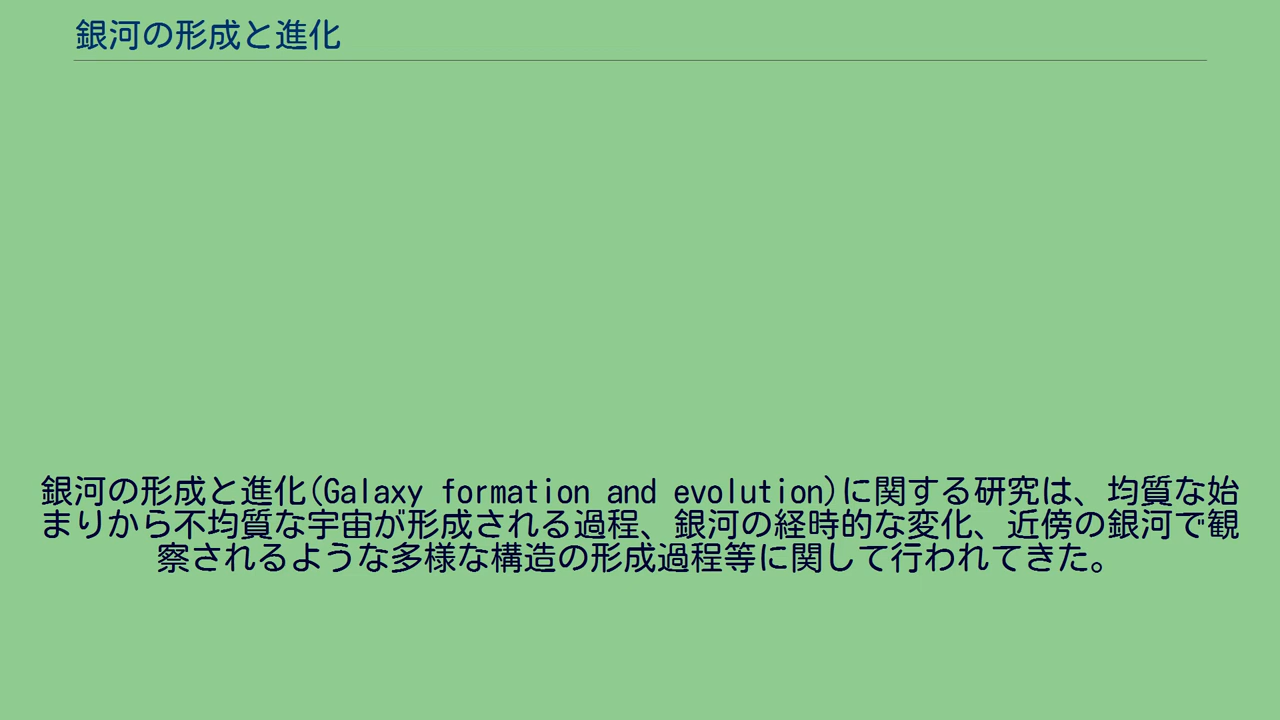 銀河の形成と進化
銀河の形成と進化(Galaxy formation and evolution)に関する研究は、均質な始
まりから不均質な宇宙が形成される過程、銀河の経時的な変化、近傍の銀河で観
察されるような多様な構造の形成過程等に関して行われてきた。